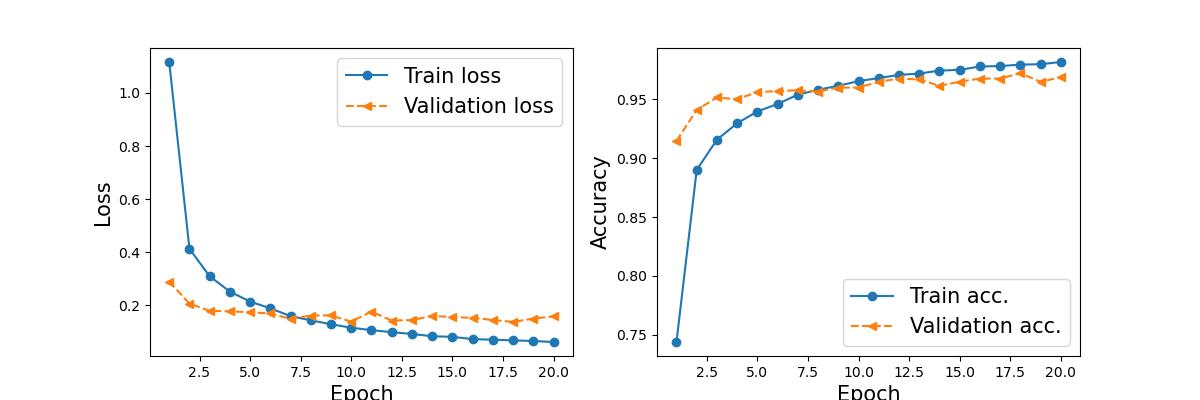 Train loss
Validation loss
1.0
0.8
0.6
0.4
0.2
Loss
2.5 5.0 7.5 10.0 12.5 15.0 17.5 20.0
Epoch
0.95
0.90
0.85
0.80
0.75
Accuracy
Train acc.
Validation acc.
2.5 5.0 7.5 10.0 12.5 15.0 17.5 20.0
Epoch